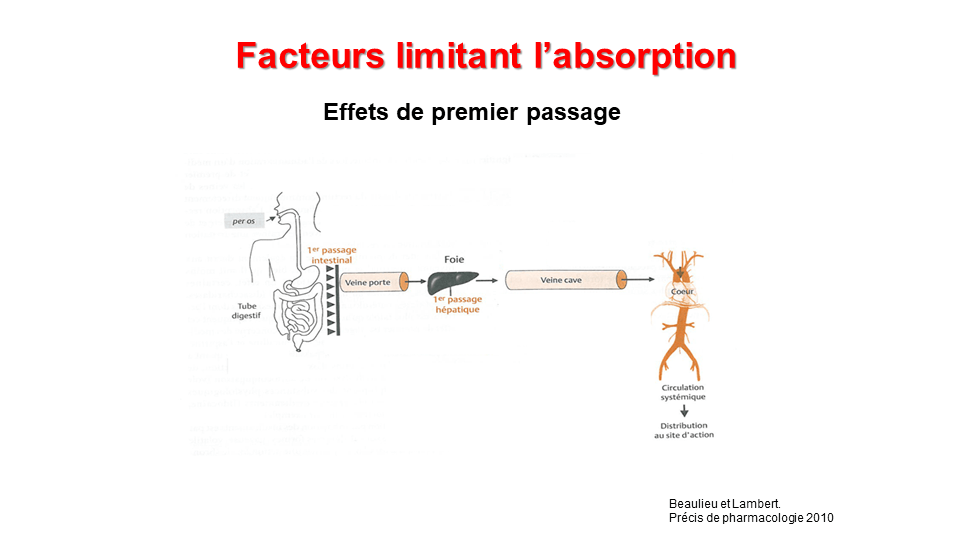 Facteurs limitant l’absorption
Effets de premier passage
per os
1er passage
intestinal
Tube
digestif
Veine porte
Foie
1er passage
hépatique
Veine cave
Coeur
Circulation
systémique
Distribution
au site d'action
Beaulieu et Lambert.
Précis de pharmacologie 2010